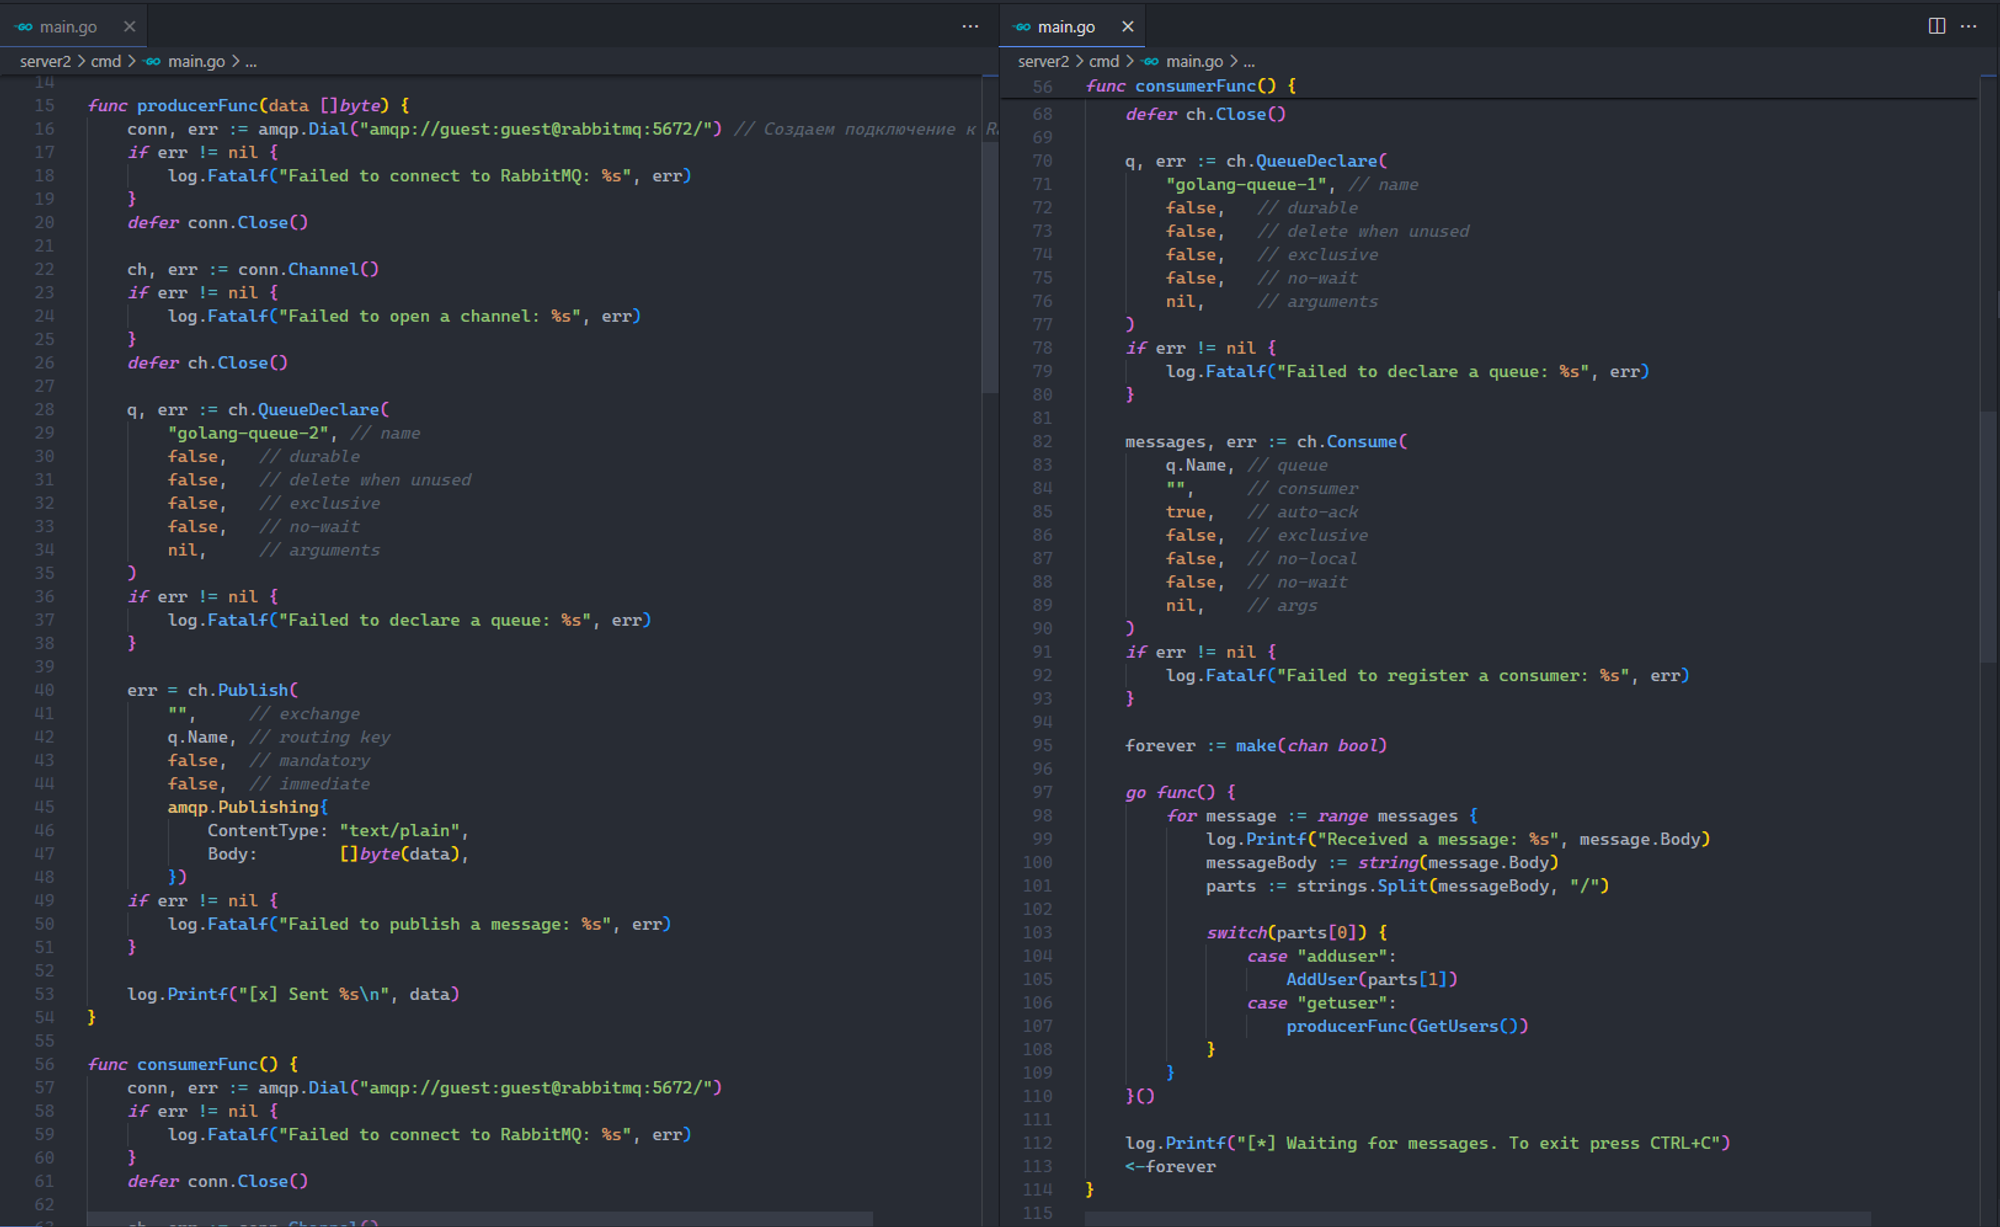 main.go
server2 > cmd > main.go > ...
14
15 func producerFunc(data []byte) {
16 conn, err := amqp.Dial("amqp://guest:guest@rabbitmq:5672/") // Создаем подключение к
17 if err != nil {
18 log.Fatalf("Failed to connect to RabbitMQ: %s", err)
19 }
20 defer conn.Close()
21
22 ch, err := conn.Channel()
23 if err != nil {
24 log.Fatalf("Failed to open a channel: %s", err)
25 }
26 defer ch.Close()
27
28 q, err := ch.QueueDeclare(
29 "golang-queue-2", // name
30 false, // durable
31 false, // delete when unused
32 false, // exclusive
33 false, // no-wait
34 nil, // arguments
35 )
36 if err != nil {
37 log.Fatalf("Failed to declare a queue: %s", err)
38 }
39
40 err = ch.Publish(
41 "", // exchange
42 q.Name, // routing key
43 false, // mandatory
44 false, // immediate
45 amqp.Publishing{
46 ContentType: "text/plain",
47 Body: []byte(data),
48 })
49 if err != nil {
50 log.Fatalf("Failed to publish a message: %s", err)
51 }
52
53 log.Printf("[x] Sent %s\n", data)
54 }
55
56 func consumerFunc() {
57 conn, err := amqp.Dial("amqp://guest:guest@rabbitmq:5672/")
58 if err != nil {
59 log.Fatalf("Failed to connect to RabbitMQ: %s", err)
60 }
61 defer conn.Close()
62
main.go
server2 > cmd > main.go > ...
56 func consumerFunc() {
68 defer ch.Close()
69
70 q, err := ch.QueueDeclare(
71 "golang-queue-1", // name
72 false, // durable
73 false, // delete when unused
74 false, // exclusive
75 false, // no-wait
76 nil, // arguments
77 )
78 if err != nil {
79 log.Fatalf("Failed to declare a queue: %s", err)
80 }
81
82 messages, err := ch.Consume(
83 q.Name, // queue
84 "", // consumer
85 true, // auto-ack
86 false, // exclusive
87 false, // no-local
88 false, // no-wait
89 nil, // args
90 )
91 if err != nil {
92 log.Fatalf("Failed to register a consumer: %s", err)
93 }
94
95 forever := make(chan bool)
96
97 go func() {
98 for message := range messages {
99 log.Printf("Received a message: %s", message.Body)
100 messageBody := string(message.Body)
101 parts := strings.Split(messageBody, "/")
102
103 switch(parts[0]) {
104 case "adduser":
105 AddUser(parts[1])
106 case "getuser":
107 producerFunc(GetUsers())
108 }
109 }
110 }()
111
112 log.Printf("[*] Waiting for messages. To exit press CTRL+C")
113 <-forever
114 }
115